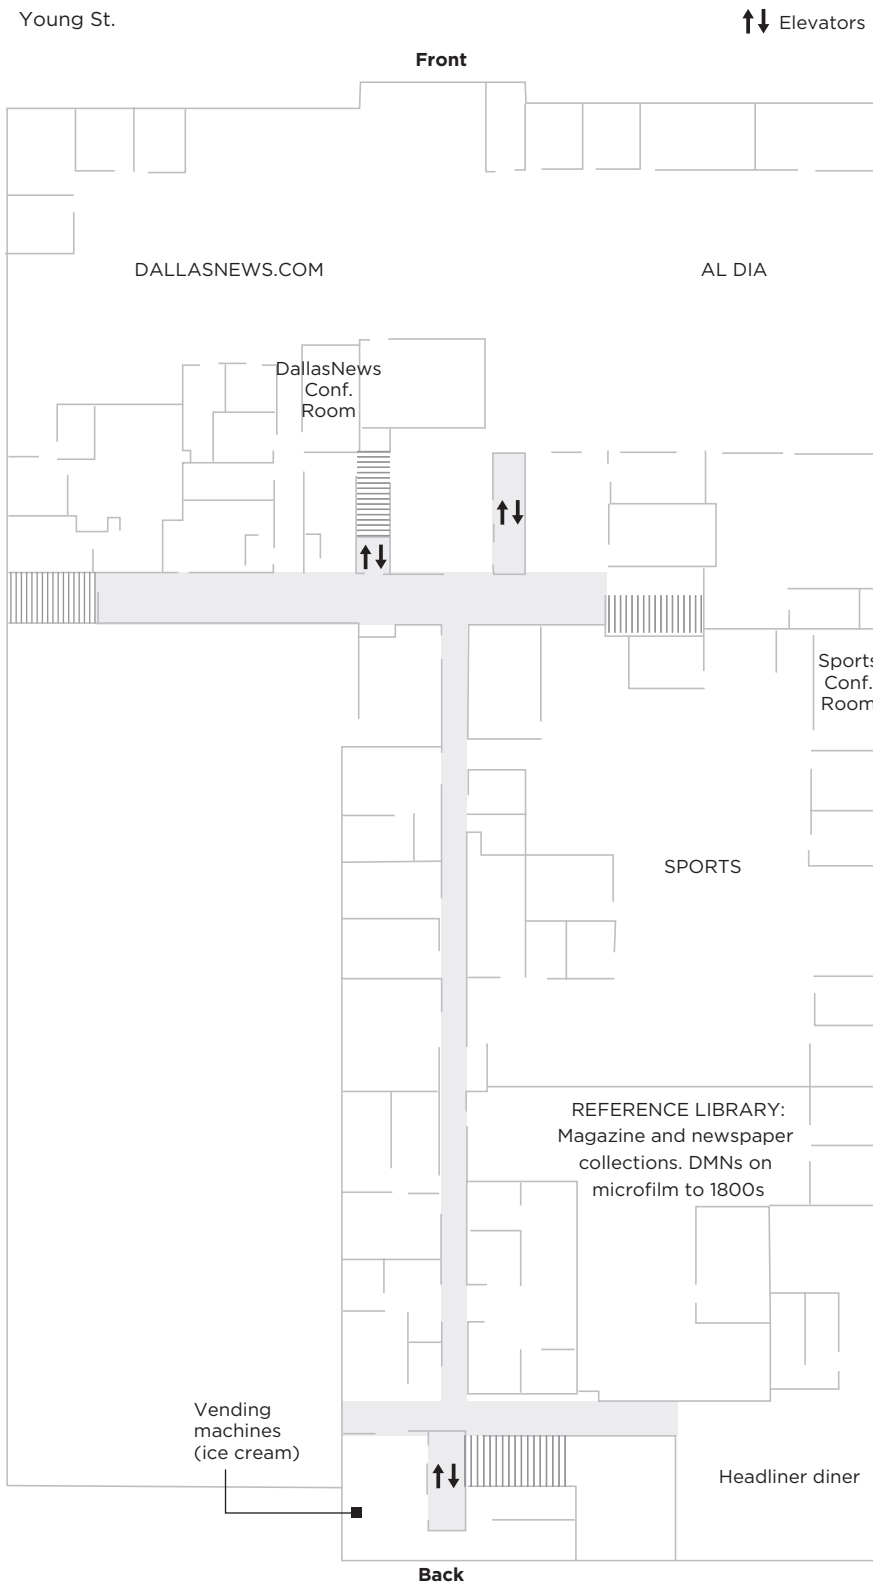 Young St.
Elevators
Front
DALLASNEWS.COM
AL DIA
DallasNews
Conf.
Room
Sports
Conf.
Room
SPORTS
REFERENCE LIBRARY:
Magazine and newspaper
collections. DMNs on
microfilm to 1800s
Vending
machines
(ice cream)
Headliner diner
Back